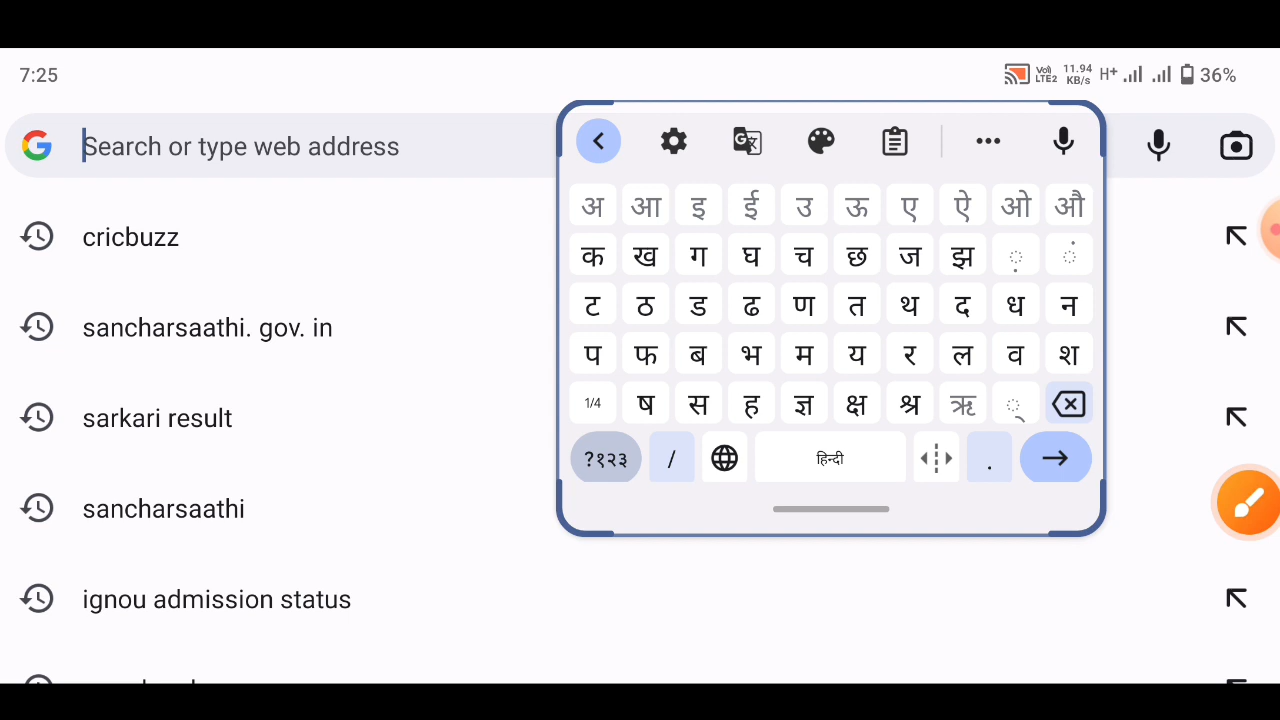 7:25
Vo) LTE2 11.94 KB/s H+ 36%
Search or type web address
cricbuzz
sancharsaathi. gov. in
sarkari result
sancharsaathi
ignou admission status
अ आ इ ई उ ऊ ए ऐ ओ औ
क ख ग घ च छ ज झ ़ ं
ट ठ ड ढ ण त थ द ध न
प फ ब भ म य र ल व श
1/4 ष स ह ज्ञ क्ष श्र ऋ ्
?१२३ / हिन्दी .